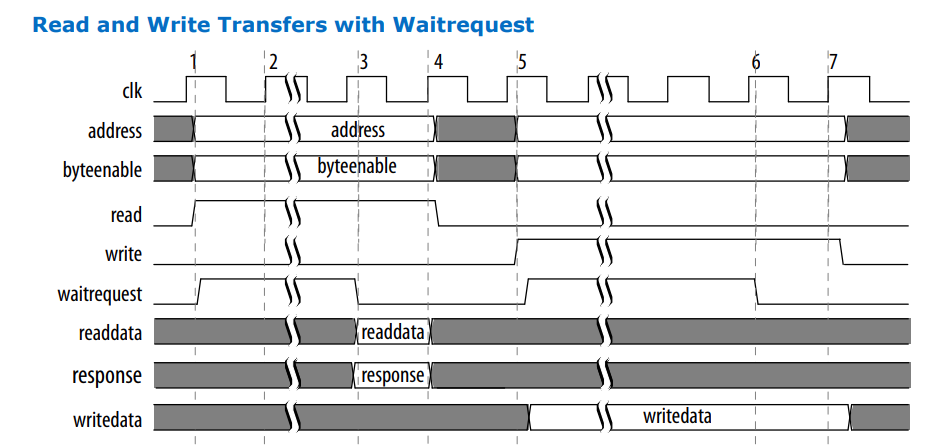 Read and Write Transfers with Waitrequest
1 2 3 4 5 6 7
clk
address address
byteenable byteenable
read
write
waitrequest
readdata readdata
response response
writedata writedata